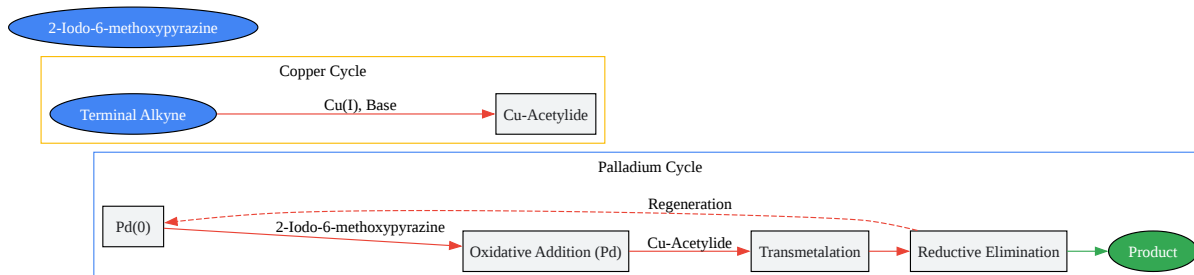 2-Iodo-6-methoxypyrazine
Copper Cycle
Terminal Alkyne
Cu(I), Base
Cu-Acetylide
Palladium Cycle
Pd(0)
2-Iodo-6-methoxypyrazine
Regeneration
Oxidative Addition (Pd)
Cu-Acetylide
Transmetalation
Reductive Elimination
Product